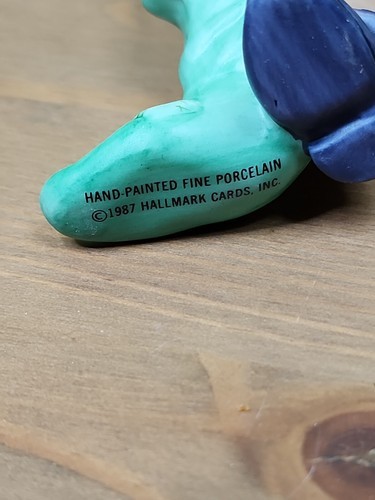 HAND-PAINTED FINE PORCELAIN
©1987 HALLMARK CARDS, INC.